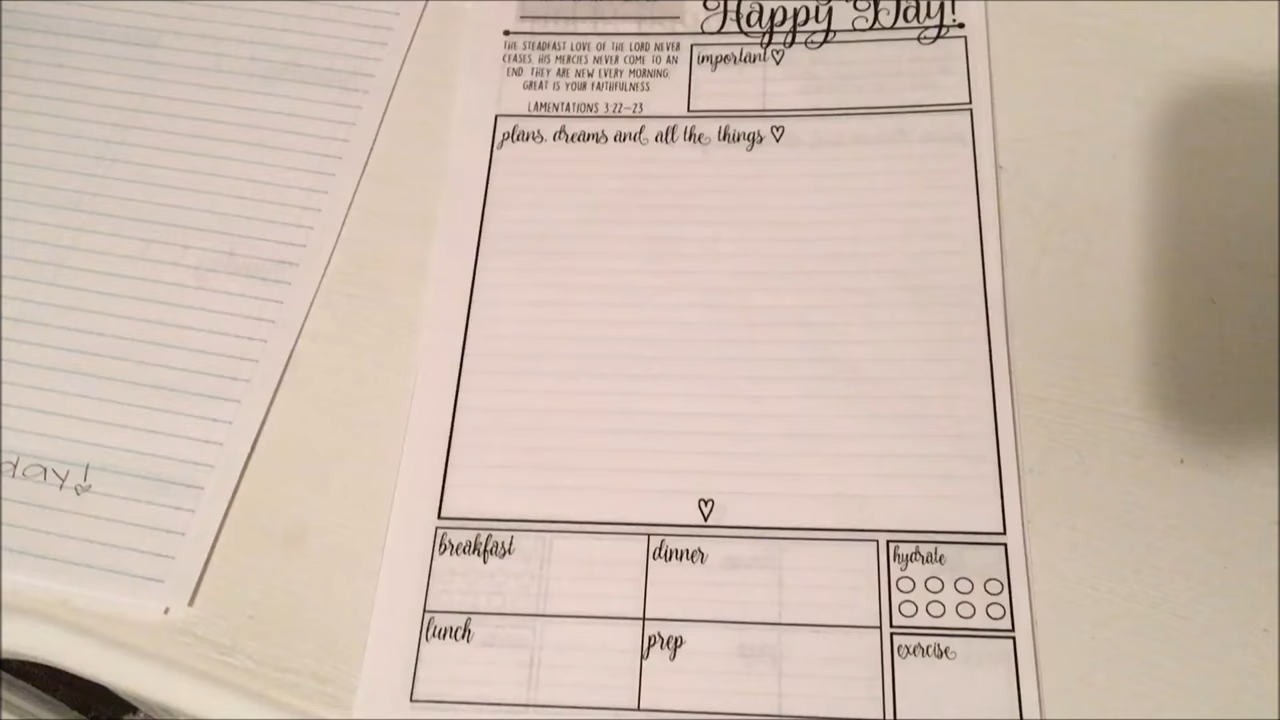 Happy Day!
THE STEADFAST LOVE OF THE LORD NEVER
CEASES, HIS MERCIES NEVER COME TO AN
END. THEY ARE NEW EVERY MORNING,
GREAT IS YOUR FAITHFULNESS.
LAMENTATIONS 3:22-23
important♡
plans, dreams and all the things ♡
day!
♡
breakfast
dinner
hydrate
lunch
prep
exercise